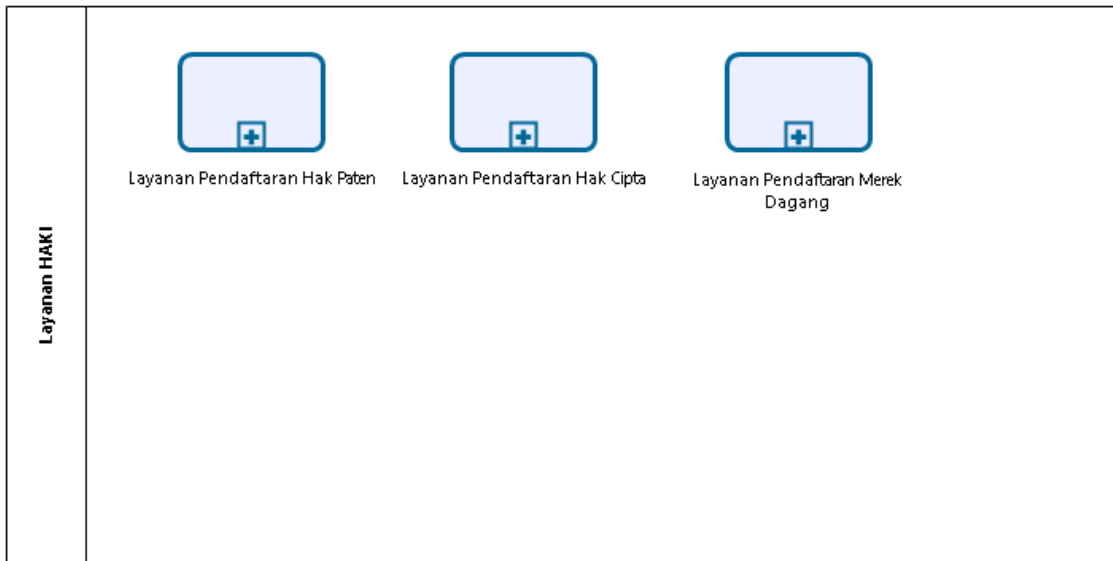 Layanan HAKI
Layanan Pendaftaran Hak Paten
Layanan Pendaftaran Hak Cipta
Layanan Pendaftaran Merek
Dagang